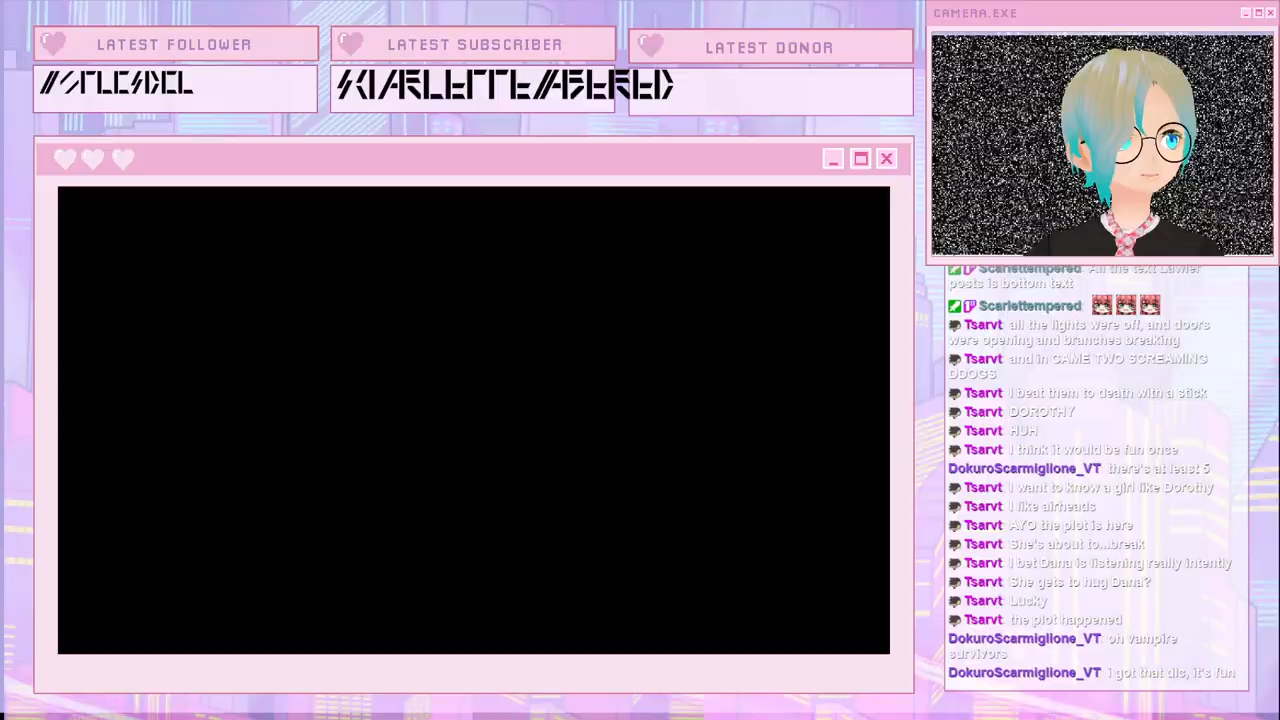 LATEST FOLLOWER
LATEST SUBSCRIBER
LATEST DONOR
CAMERA.EXE
Scarlettempered All the text Lawler
posts is bottom text
Scarlettempered
Tsarvt all the lights were off, and doors
were opening and branches breaking
Tsarvt and in CAME TWO SCREAMING
DDOGS
Tsarvt I beat them to death with a stick
Tsarvt DOROTHY
Tsarvt HUH
Tsarvt I think it would be fun once
DokuroScarmiglione_VT there's at least 5
Tsarvt I want to know a girl like Dorothy
Tsarvt I like airheads
Tsarvt AYO the plot is here
Tsarvt She's about to...break
Tsarvt I bet Dana is listening really intently
Tsarvt She gets to hug Dana?
Tsarvt Lucky
Tsarvt the plot happened
DokuroScarmiglione_VT oh vampire
survivors
DokuroScarmiglione_VT i got that dlc, it's fun